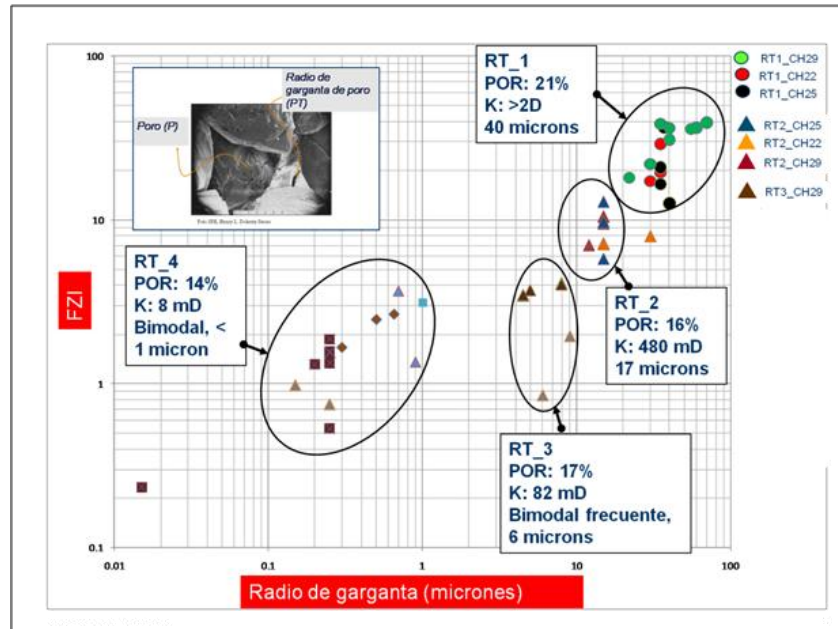 100
10
1
0.1
0.01
0.1
1
10
100
FZI
Radio de garganta (micrones)
Poro (P)
Radio de
garganta de poro
(PT)
RT_1
POR: 21%
K: >2D
40 microns
RT1_CH29
RT1_CH22
RT1_CH25
RT2_CH25
RT2_CH22
RT2_CH29
RT3_CH29
RT_4
POR: 14%
K: 8 mD
Bimodal, <
1 micron
RT_2
POR: 16%
K: 480 mD
17 microns
RT_3
POR: 17%
K: 82 mD
Bimodal frecuente,
6 microns